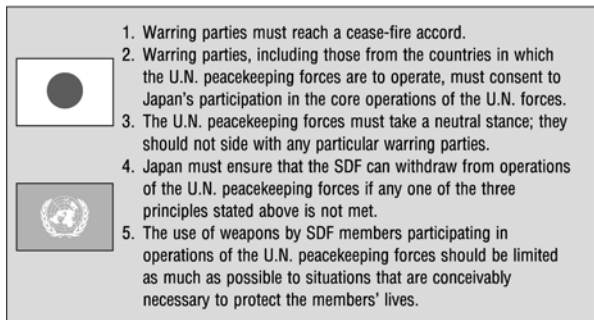 1. Warring parties must reach a cease-fire accord.
2. Warring parties, including those from the countries in which
the U.N. peacekeeping forces are to operate, must consent to
Japan's participation in the core operations of the U.N. forces.
3. The U.N. peacekeeping forces must take a neutral stance; they
should not side with any particular warring parties.
4. Japan must ensure that the SDF can withdraw from operations
of the U.N. peacekeeping forces if any one of the three
principles stated above is not met.
5. The use of weapons by SDF members participating in
operations of the U.N. peacekeeping forces should be limited
as much as possible to situations that are conceivably
necessary to protect the members' lives.